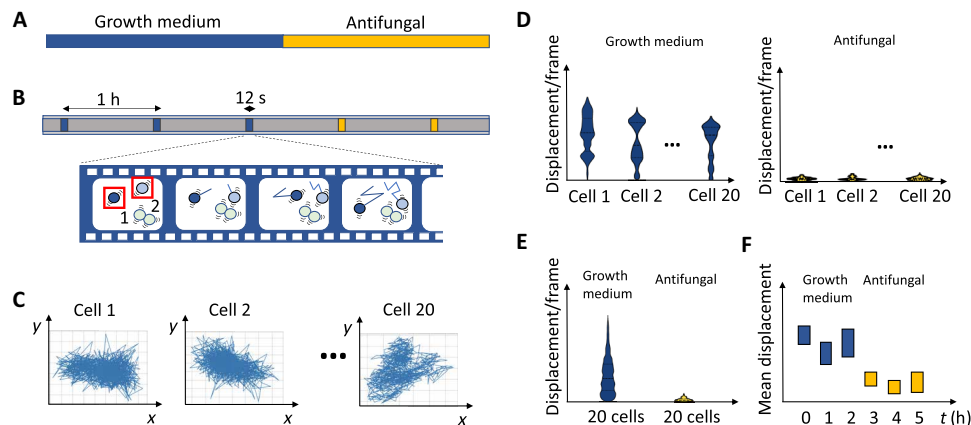 A
Growth medium
Antifungal
B
1 h
12 s
1
2
C
Cell 1
Cell 2
Cell 20
y
y
y
...
x
x
x
D
Growth medium
Antifungal
Displacement/frame
Displacement/frame
...
...
Cell 1
Cell 2
Cell 20
Cell 1
Cell 2
Cell 20
E
Displacement/frame
Growth
medium
Antifungal
20 cells
20 cells
F
Mean displacement
Growth
medium
Antifungal
0 1 2 3 4 5 t (h)